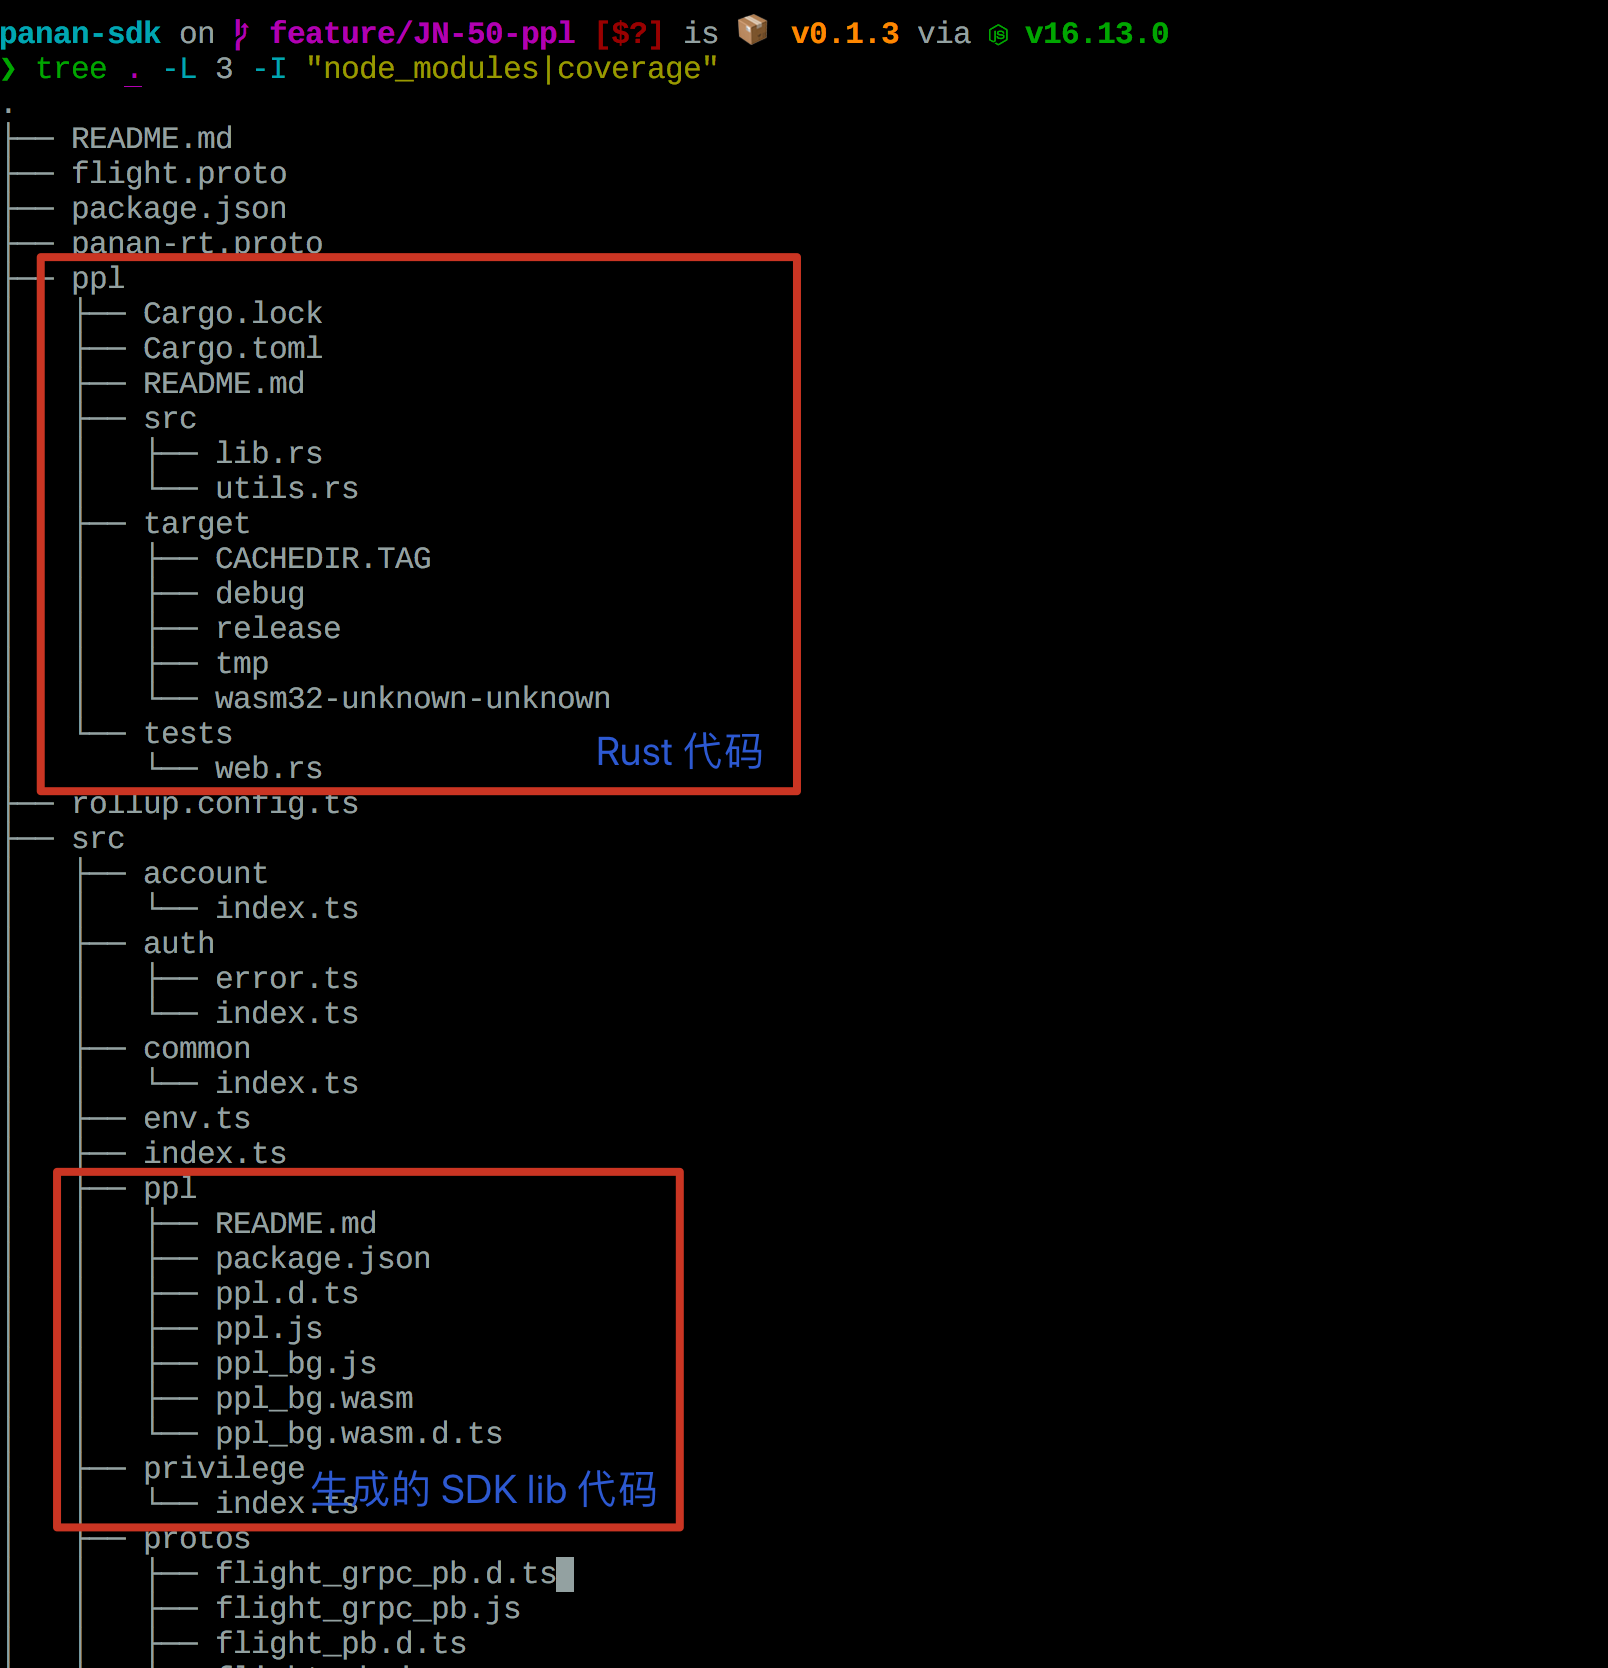 panan-sdk on feature/JN-50-ppl [$?] is 📦 v0.1.3 via v16.13.0
❯ tree . -L 3 -I "node_modules|coverage"
.
├── README.md
├── flight.proto
├── package.json
├── panan-rt.proto
├── ppl
│   ├── Cargo.lock
│   ├── Cargo.toml
│   ├── README.md
│   ├── src
│   │   ├── lib.rs
│   │   └── utils.rs
│   ├── target
│   │   ├── CACHEDIR.TAG
│   │   ├── debug
│   │   ├── release
│   │   ├── tmp
│   │   └── wasm32-unknown-unknown
│   └── tests
Rust 代码
│       └── web.rs
├── rollup.config.ts
├── src
│   ├── account
│   │   └── index.ts
│   ├── auth
│   │   ├── error.ts
│   │   └── index.ts
│   ├── common
│   │   └── index.ts
│   ├── env.ts
│   ├── index.ts
│   ├── ppl
│   │   ├── README.md
│   │   ├── package.json
│   │   ├── ppl.d.ts
│   │   ├── ppl.js
│   │   ├── ppl_bg.js
│   │   ├── ppl_bg.wasm
│   │   └── ppl_bg.wasm.d.ts
│   ├── privilege
生成的 SDK lib 代码
│   │   └── index.ts
│   ├── protos
│   │   ├── flight_grpc_pb.d.ts
│   │   ├── flight_grpc_pb.js
│   │   ├── flight_pb.d.ts